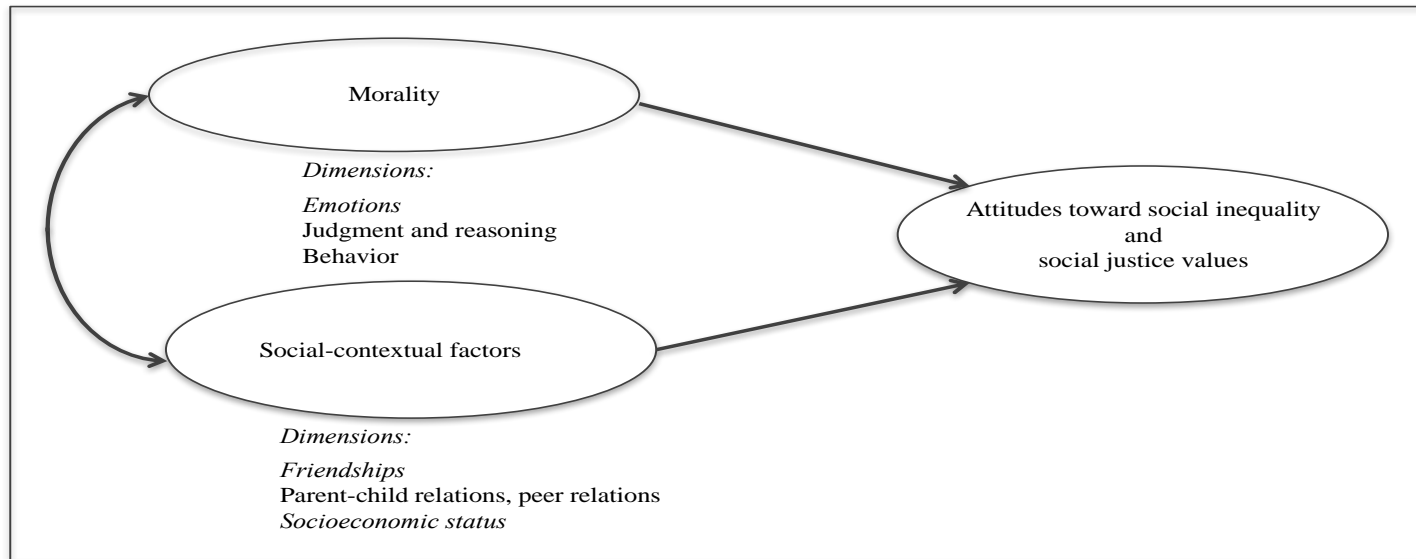 Morality
Dimensions:
Emotions
Judgment and reasoning
Behavior
Attitudes toward social inequality
and
social justice values
Social-contextual factors
Dimensions:
Friendships
Parent-child relations, peer relations
Socioeconomic status